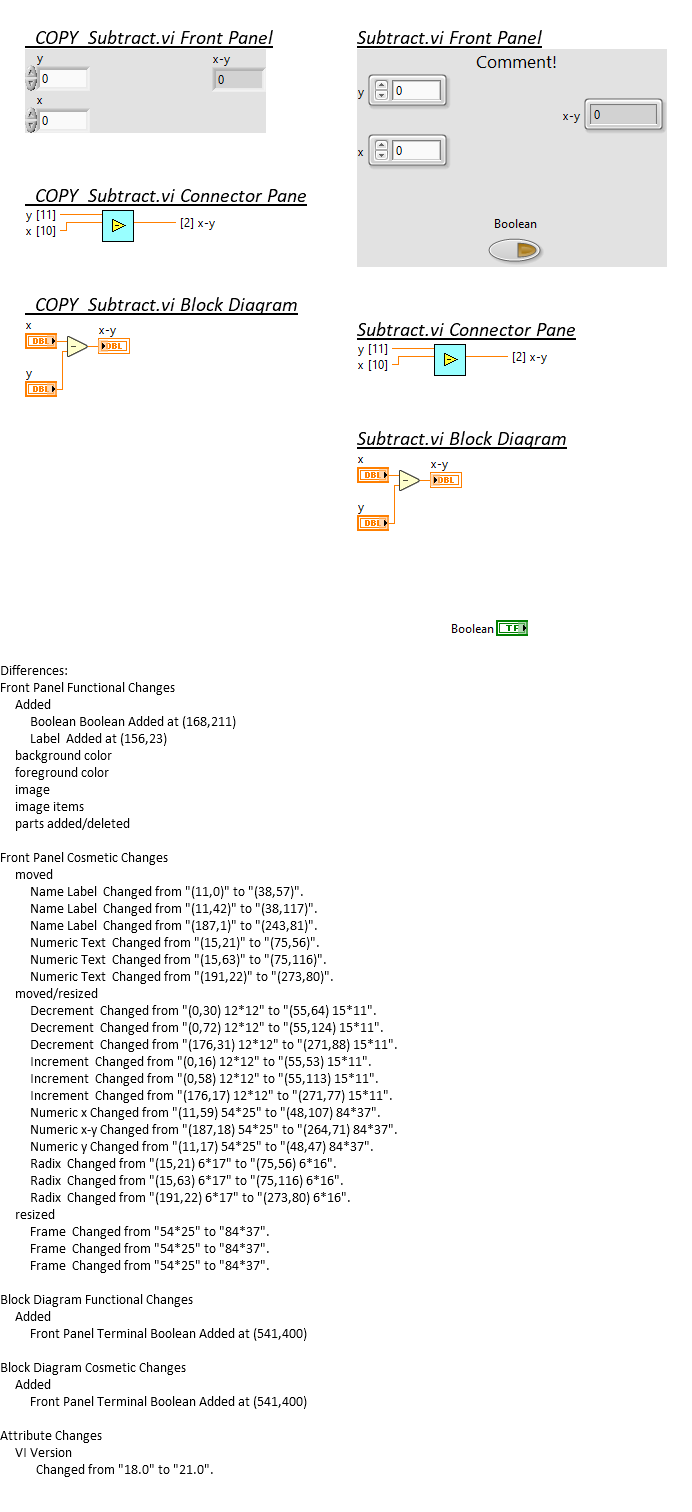 _COPY_Subtract.vi Front Panel
y
0
x-y
0
x
0
_COPY_Subtract.vi Connector Pane
y [11]
x [10]
[2] x-y
_COPY_Subtract.vi Block Diagram
x
DBL
x-y
DBL
y
DBL
Subtract.vi Front Panel
Comment!
y
0
x-y
0
x
0
Boolean
Subtract.vi Connector Pane
y [11]
x [10]
[2] x-y
Subtract.vi Block Diagram
x
DBL
x-y
DBL
y
DBL
Boolean TF
Differences:
Front Panel Functional Changes
Added
Boolean Boolean Added at (168,211)
Label  Added at (156,23)
background color
foreground color
image
image items
parts added/deleted
Front Panel Cosmetic Changes
moved
Name Label  Changed from "(11,0)" to "(38,57)".
Name Label  Changed from "(11,42)" to "(38,117)".
Name Label  Changed from "(187,1)" to "(243,81)".
Numeric Text  Changed from "(15,21)" to "(75,56)".
Numeric Text  Changed from "(15,63)" to "(75,116)".
Numeric Text  Changed from "(191,22)" to "(273,80)".
moved/resized
Decrement  Changed from "(0,30) 12*12" to "(55,64) 15*11".
Decrement  Changed from "(0,72) 12*12" to "(55,124) 15*11".
Decrement  Changed from "(176,31) 12*12" to "(271,88) 15*11".
Increment  Changed from "(0,16) 12*12" to "(55,53) 15*11".
Increment  Changed from "(0,58) 12*12" to "(55,113) 15*11".
Increment  Changed from "(176,17) 12*12" to "(271,77) 15*11".
Numeric x Changed from "(11,59) 54*25" to "(48,107) 84*37".
Numeric x-y Changed from "(187,18) 54*25" to "(264,71) 84*37".
Numeric y Changed from "(11,17) 54*25" to "(48,47) 84*37".
Radix  Changed from "(15,21) 6*17" to "(75,56) 6*16".
Radix  Changed from "(15,63) 6*17" to "(75,116) 6*16".
Radix  Changed from "(191,22) 6*17" to "(273,80) 6*16".
resized
Frame  Changed from "54*25" to "84*37".
Frame  Changed from "54*25" to "84*37".
Frame  Changed from "54*25" to "84*37".
Block Diagram Functional Changes
Added
Front Panel Terminal Boolean Added at (541,400)
Block Diagram Cosmetic Changes
Added
Front Panel Terminal Boolean Added at (541,400)
Attribute Changes
VI Version
Changed from "18.0" to "21.0".